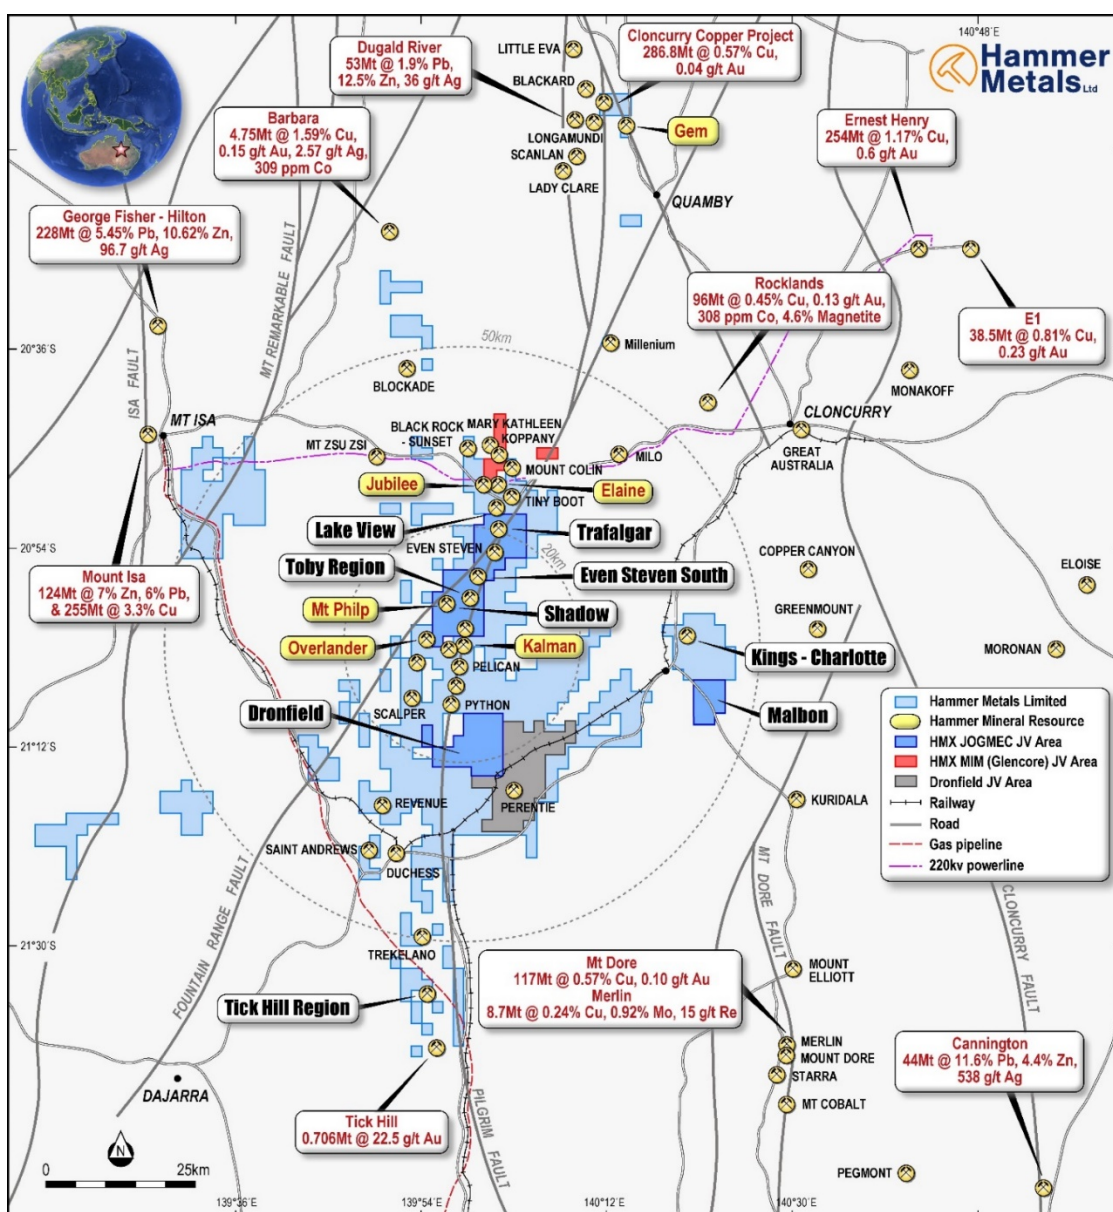 140°48´E
Hammer
Metals Ltd
LITTLE EVA
Dugald River
53Mt @ 1.9% Pb,
12.5% Zn, 36 g/t Ag
Cloncurry Copper Project
286.8Mt @ 0.57% Cu,
0.04 g/t Au
BLACKARD
Barbara
4.75Mt @ 1.59% Cu,
0.15 g/t Au, 2.57 g/t Ag,
309 ppm Co
LONGAMUNDI
Gem
SCANLAN
LADY CLARE
Ernest Henry
254Mt @ 1.17% Cu,
0.6 g/t Au
QUAMBY
George Fisher - Hilton
228Mt @ 5.45% Pb, 10.62% Zn,
96.7 g/t Ag
MT REMARKABLE FAULT
Rocklands
96Mt @ 0.45% Cu, 0.13 g/t Au,
308 ppm Co, 4.6% Magnetite
E1
38.5Mt @ 0.81% Cu,
0.23 g/t Au
20°36´S
50km
Millenium
ISA FAULT
BLOCKADE
MONAKOFF
MT ISA
BLACK ROCK
- SUNSET
MARY KATHLEEN
KOPPANY
CLONCURRY
GREAT
AUSTRALIA
MT ZSU ZSI
MOUNT COLIN
MILO
Jubilee
Elaine
TINY BOOT
Lake View
Trafalgar
20°54´S
EVEN STEVEN
20km
COPPER CANYON
ELOISE
Toby Region
Even Steven South
Mount Isa
124Mt @ 7% Zn, 6% Pb,
& 255Mt @ 3.3% Cu
Mt Philp
Shadow
GREENMOUNT
Overlander
Kalman
Kings - Charlotte
MORONAN
PELICAN
SCALPER
PYTHON
Dronfield
Malbon
21°12´S
Hammer Metals Limited
Hammer Mineral Resource
HMX JOGMEC JV Area
HMX MIM (Glencore) JV Area
Dronfield JV Area
Railway
Road
Gas pipeline
220kv powerline
REVENUE
PERENTIE
KURIDALA
SAINT ANDREWS
DUCHESS
MT DORE FAULT
CLONCURRY FAULT
FOUNTAIN RANGE FAULT
21°30´S
TREKELANO
Mt Dore
117Mt @ 0.57% Cu, 0.10 g/t Au
Merlin
8.7Mt @ 0.24% Cu, 0.92% Mo, 15 g/t Re
MOUNT
ELLIOTT
Tick Hill Region
MERLIN
MOUNT DORE
STARRA
MT COBALT
Cannington
44Mt @ 11.6% Pb, 4.4% Zn,
538 g/t Ag
DAJARRA
Tick Hill
0.706Mt @ 22.5 g/t Au
PILGRIM FAULT
N
0 25km
PEGMONT
139°36´E
139°54´E
140°12´E
140°30´E